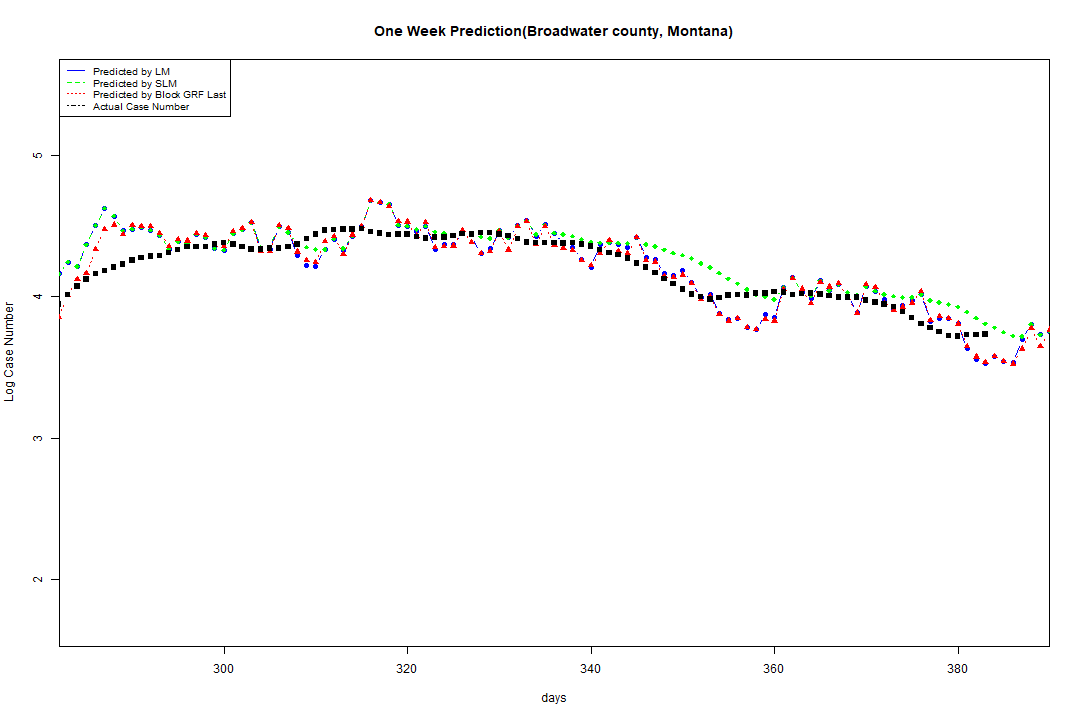 One Week Prediction(Broadwater county, Montana)
Predicted by LM
Predicted by SLM
Predicted by Block GRF Last
Actual Case Number
5
4
3
2
Log Case Number
300 320 340 360 380
days